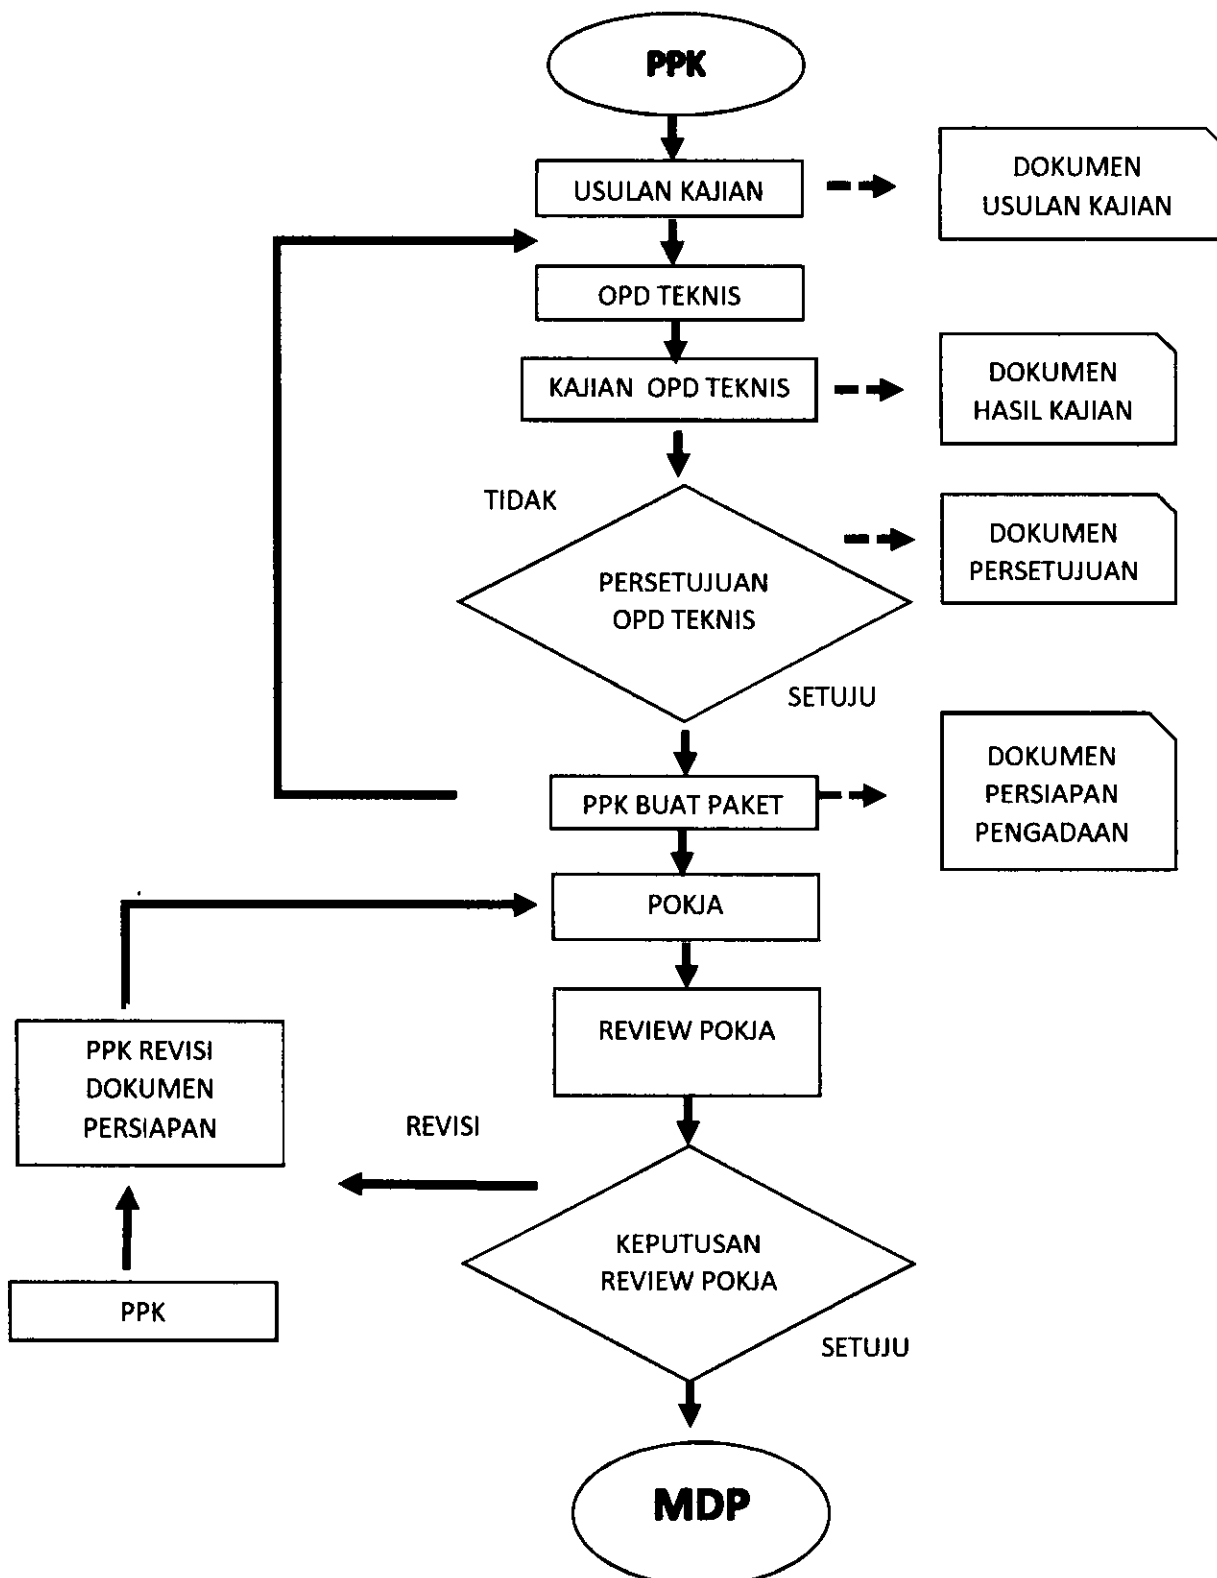 PPK
USULAN KAJIAN
DOKUMEN
USULAN KAJIAN
OPD TEKNIS
KAJIAN OPD TEKNIS
DOKUMEN
HASIL KAJIAN
TIDAK
PERSETUJUAN
OPD TEKNIS
DOKUMEN
PERSETUJUAN
SETUJU
PPK BUAT PAKET
DOKUMEN
PERSIAPAN
PENGADAAN
POKJA
REVIEW POKJA
PPK REVISI
DOKUMEN
PERSIAPAN
REVISI
KEPUTUSAN
REVIEW POKJA
PPK
SETUJU
MDP